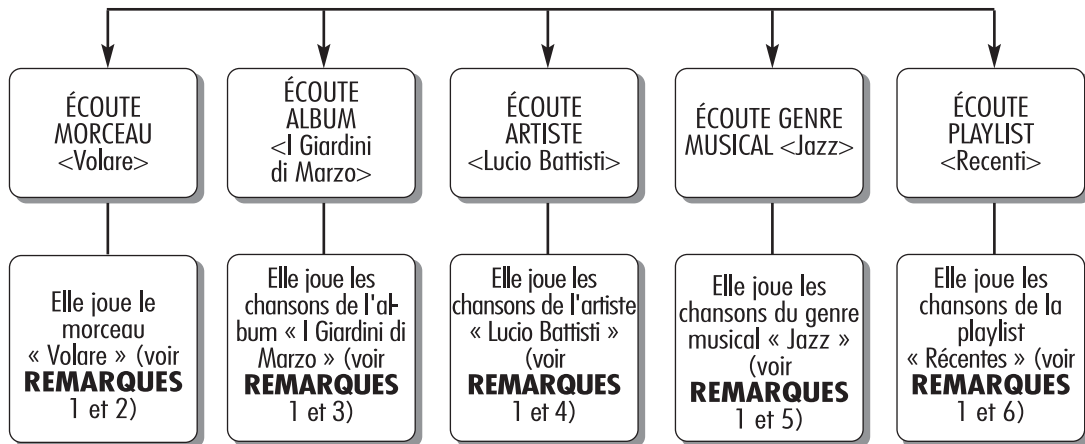 ÉCOUTE
MORCEAU
<Volare>
ÉCOUTE
ALBUM
<I Giardini
di Marzo>
ÉCOUTE
ARTISTE
<Lucio Battisti>
ÉCOUTE GENRE
MUSICAL <Jazz>
ÉCOUTE
PLAYLIST
<Recenti>
Elle joue le
morceau
« Volare » (voir
REMARQUES
1 et 2)
Elle joue les
chansons de l'al-
bum « I Giardini di
Marzo » (voir
REMARQUES
1 et 3)
Elle joue les
chansons de l'artiste
« Lucio Battisti »
(voir
REMARQUES
1 et 4)
Elle joue les
chansons du genre
musical « Jazz »
(voir
REMARQUES
1 et 5)
Elle joue les
chansons de la
playlist
« Récentes » (voir
REMARQUES
1 et 6)